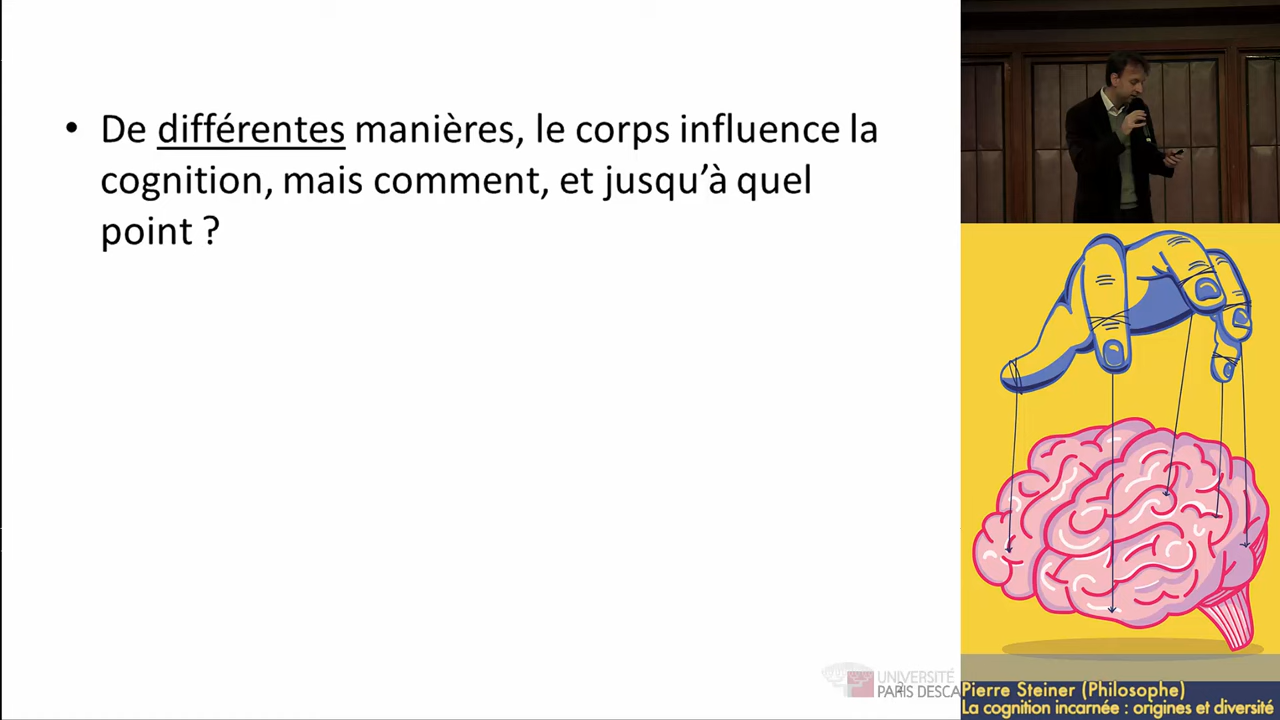 • De différentes manières, le corps influence la
cognition, mais comment, et jusqu’à quel
point ?
UNIVERSITÉ
PARIS DESCA
2
Pierre Steiner (Philosophe)
La cognition incarnée : origines et diversité